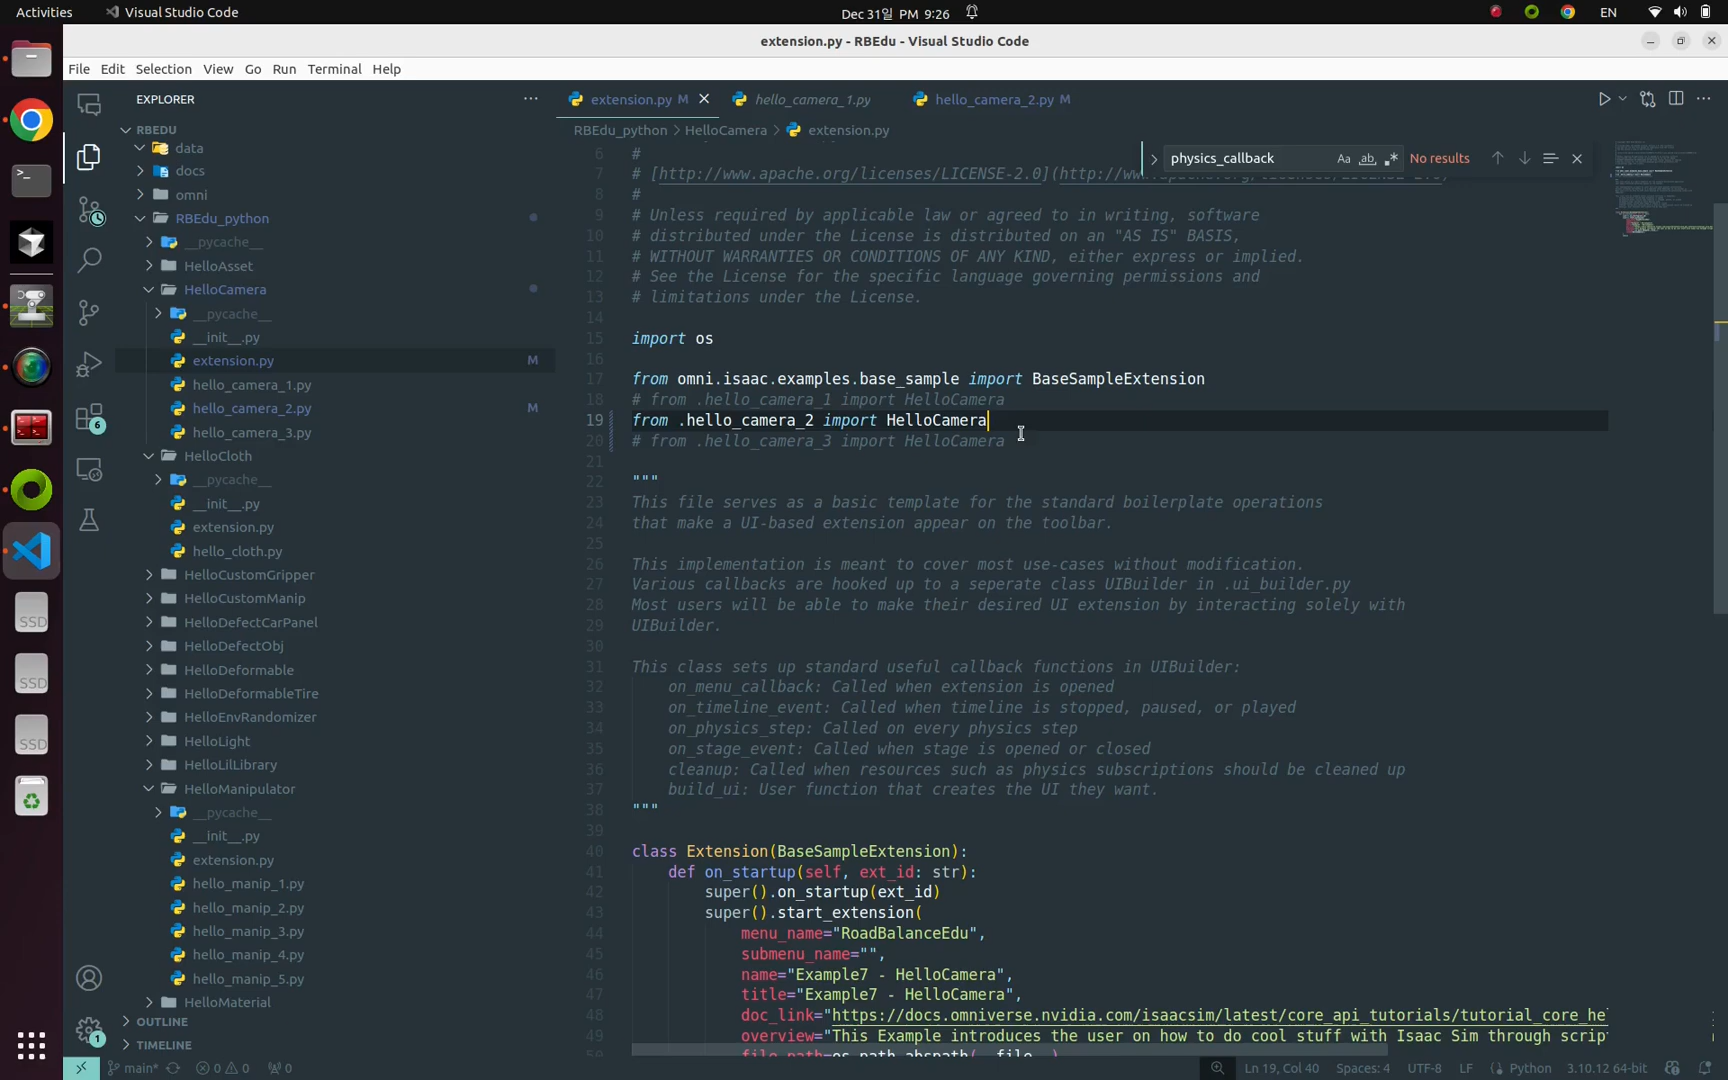 Activities
Visual Studio Code
Dec 31일 PM 9:26
EN
extension.py - RBEdu - Visual Studio Code
File Edit Selection View Go Run Terminal Help
EXPLORER
RBEDU
data
docs
omni
RBEdu_python
__pycache__
HelloAsset
HelloCamera
__pycache__
__init__.py
extension.py M
hello_camera_1.py
hello_camera_2.py M
hello_camera_3.py
HelloCloth
__pycache__
__init__.py
extension.py
hello_cloth.py
HelloCustomGripper
HelloCustomManip
HelloDefectCarPanel
HelloDefectObj
HelloDeformable
HelloDeformableTire
HelloEnvRandomizer
HelloLight
HelloLilLibrary
HelloManipulator
__pycache__
__init__.py
extension.py
hello_manip_1.py
hello_manip_2.py
hello_manip_3.py
hello_manip_4.py
hello_manip_5.py
HelloMaterial
OUTLINE
TIMELINE
SSD
SSD
SSD
6
6
1
extension.py M hello_camera_1.py hello_camera_2.py M
RBEdu_python > HelloCamera > extension.py
physics_callback Aa ab .* No results
6 #
7 # [http://www.apache.org/licenses/LICENSE-2.0](http://www.apache.org/licenses/LICENSE-2.0)
8 #
9 # Unless required by applicable law or agreed to in writing, software
10 # distributed under the License is distributed on an "AS IS" BASIS,
11 # WITHOUT WARRANTIES OR CONDITIONS OF ANY KIND, either express or implied.
12 # See the License for the specific language governing permissions and
13 # limitations under the License.
14
15 import os
16
17 from omni.isaac.examples.base_sample import BaseSampleExtension
18 # from .hello_camera_1 import HelloCamera
19 from .hello_camera_2 import HelloCamera
20 # from .hello_camera_3 import HelloCamera
21
22 """
23 This file serves as a basic template for the standard boilerplate operations
24 that make a UI-based extension appear on the toolbar.
25
26 This implementation is meant to cover most use-cases without modification.
27 Various callbacks are hooked up to a seperate class UIBuilder in .ui_builder.py
28 Most users will be able to make their desired UI extension by interacting solely with
29 UIBuilder.
30
31 This class sets up standard useful callback functions in UIBuilder:
32 on_menu_callback: Called when extension is opened
33 on_timeline_event: Called when timeline is stopped, paused, or played
34 on_physics_step: Called on every physics step
35 on_stage_event: Called when stage is opened or closed
36 cleanup: Called when resources such as physics subscriptions should be cleaned up
37 build_ui: User function that creates the UI they want.
38 """
39
40 class Extension(BaseSampleExtension):
41 def on_startup(self, ext_id: str):
42 super().on_startup(ext_id)
43 super().start_extension(
44 menu_name="RoadBalanceEdu",
45 submenu_name="",
46 name="Example7 - HelloCamera",
47 title="Example7 - HelloCamera",
48 doc_link="https://docs.omniverse.nvidia.com/isaacsim/latest/core_api_tutorials/tutorial_core_he
49 overview="This Example introduces the user on how to do cool stuff with Isaac Sim through scrip
50 file_path=os.path.abspath(__file__)
main* 0 0 0 Ln 19, Col 40 Spaces: 4 UTF-8 LF Python 3.10.12 64-bit